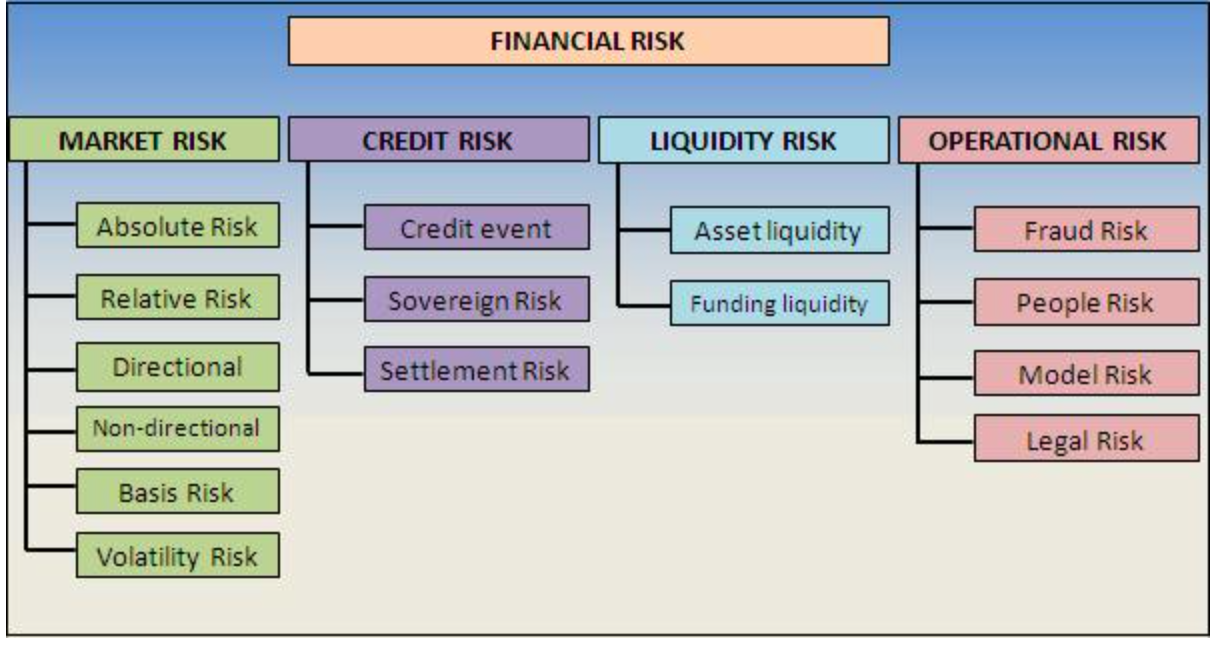 FINANCIAL RISK
MARKET RISK
Absolute Risk
Relative Risk
Directional
Non-directional
Basis Risk
Volatility Risk
CREDIT RISK
Credit event
Sovereign Risk
Settlement Risk
LIQUIDITY RISK
Asset liquidity
Funding liquidity
OPERATIONAL RISK
Fraud Risk
People Risk
Model Risk
Legal Risk